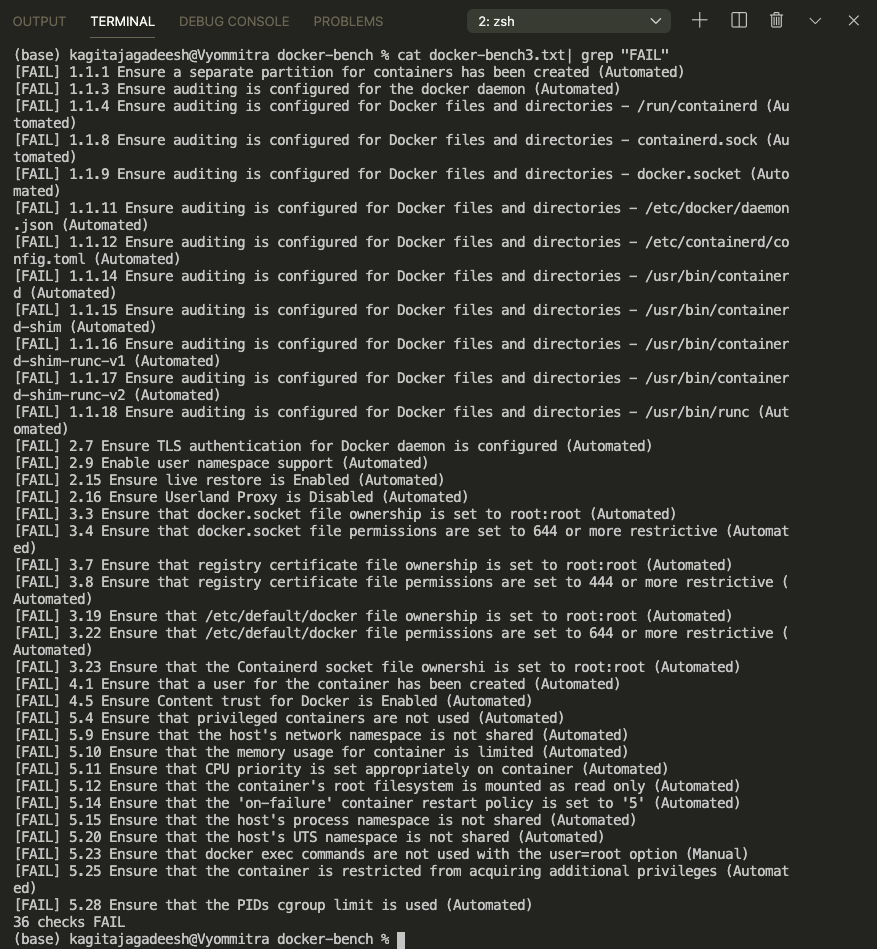 OUTPUT TERMINAL DEBUG CONSOLE PROBLEMS 2: zsh
(base) kagitajagadeesh@Vyommitra docker-bench % cat docker-bench3.txt| grep "FAIL"
[FAIL] 1.1.1 Ensure a separate partition for containers has been created (Automated)
[FAIL] 1.1.3 Ensure auditing is configured for the docker daemon (Automated)
[FAIL] 1.1.4 Ensure auditing is configured for Docker files and directories - /run/containerd (Au
tomated)
[FAIL] 1.1.8 Ensure auditing is configured for Docker files and directories - containerd.sock (Au
tomated)
[FAIL] 1.1.9 Ensure auditing is configured for Docker files and directories - docker.socket (Auto
mated)
[FAIL] 1.1.11 Ensure auditing is configured for Docker files and directories - /etc/docker/daemon
.json (Automated)
[FAIL] 1.1.12 Ensure auditing is configured for Docker files and directories - /etc/containerd/co
nfig.toml (Automated)
[FAIL] 1.1.14 Ensure auditing is configured for Docker files and directories - /usr/bin/container
d (Automated)
[FAIL] 1.1.15 Ensure auditing is configured for Docker files and directories - /usr/bin/container
d-shim (Automated)
[FAIL] 1.1.16 Ensure auditing is configured for Docker files and directories - /usr/bin/container
d-shim-runc-v1 (Automated)
[FAIL] 1.1.17 Ensure auditing is configured for Docker files and directories - /usr/bin/container
d-shim-runc-v2 (Automated)
[FAIL] 1.1.18 Ensure auditing is configured for Docker files and directories - /usr/bin/runc (Aut
omated)
[FAIL] 2.7 Ensure TLS authentication for Docker daemon is configured (Automated)
[FAIL] 2.9 Enable user namespace support (Automated)
[FAIL] 2.15 Ensure live restore is Enabled (Automated)
[FAIL] 2.16 Ensure Userland Proxy is Disabled (Automated)
[FAIL] 3.3 Ensure that docker.socket file ownership is set to root:root (Automated)
[FAIL] 3.4 Ensure that docker.socket file permissions are set to 644 or more restrictive (Automat
ed)
[FAIL] 3.7 Ensure that registry certificate file ownership is set to root:root (Automated)
[FAIL] 3.8 Ensure that registry certificate file permissions are set to 444 or more restrictive (
Automated)
[FAIL] 3.19 Ensure that /etc/default/docker file ownership is set to root:root (Automated)
[FAIL] 3.22 Ensure that /etc/default/docker file permissions are set to 644 or more restrictive (
Automated)
[FAIL] 3.23 Ensure that the Containerd socket file ownershi is set to root:root (Automated)
[FAIL] 4.1 Ensure that a user for the container has been created (Automated)
[FAIL] 4.5 Ensure Content trust for Docker is Enabled (Automated)
[FAIL] 5.4 Ensure that privileged containers are not used (Automated)
[FAIL] 5.9 Ensure that the host's network namespace is not shared (Automated)
[FAIL] 5.10 Ensure that the memory usage for container is limited (Automated)
[FAIL] 5.11 Ensure that CPU priority is set appropriately on container (Automated)
[FAIL] 5.12 Ensure that the container's root filesystem is mounted as read only (Automated)
[FAIL] 5.14 Ensure that the 'on-failure' container restart policy is set to '5' (Automated)
[FAIL] 5.15 Ensure that the host's process namespace is not shared (Automated)
[FAIL] 5.20 Ensure that the host's UTS namespace is not shared (Automated)
[FAIL] 5.23 Ensure that docker exec commands are not used with the user=root option (Manual)
[FAIL] 5.25 Ensure that the container is restricted from acquiring additional privileges (Automat
ed)
[FAIL] 5.28 Ensure that the PIDs cgroup limit is used (Automated)
36 checks FAIL
(base) kagitajagadeesh@Vyommitra docker-bench %